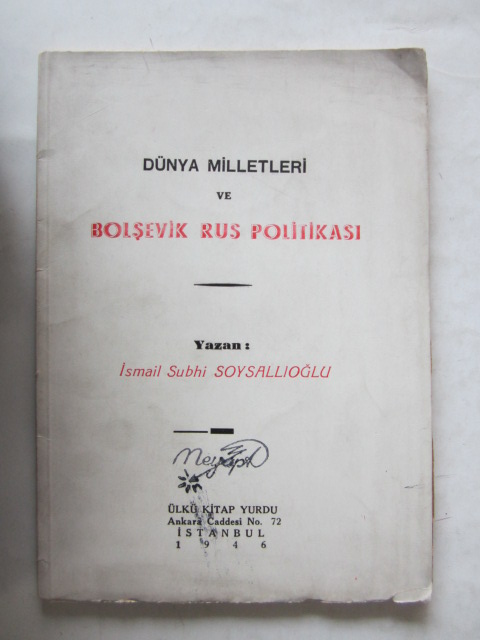 DÜNYA MİLLETLERİ
VE
BOLŞEVİK RUS POLİTİKASI
Yazan :
İsmail Subhi SOYSALLIOĞLU
ÜLKÜ KİTAP YURDU
Ankara Caddesi No. 72
İSTANBUL
1946